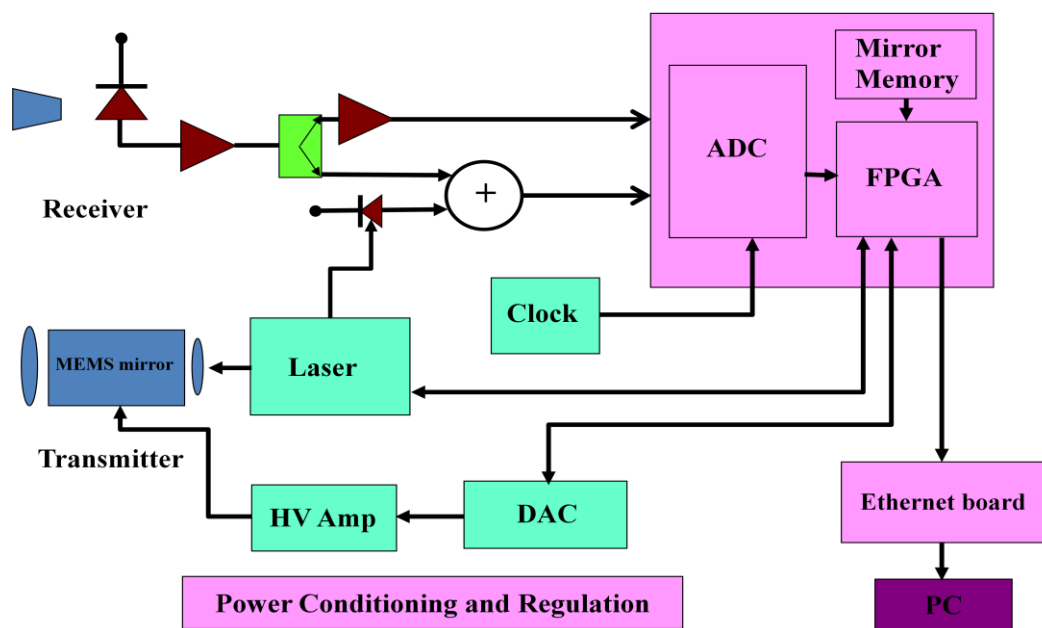 Mirror
Memory
ADC
FPGA
Receiver
+
Clock
Laser
MEMS mirror
Transmitter
HV Amp
DAC
Ethernet board
Power Conditioning and Regulation
PC